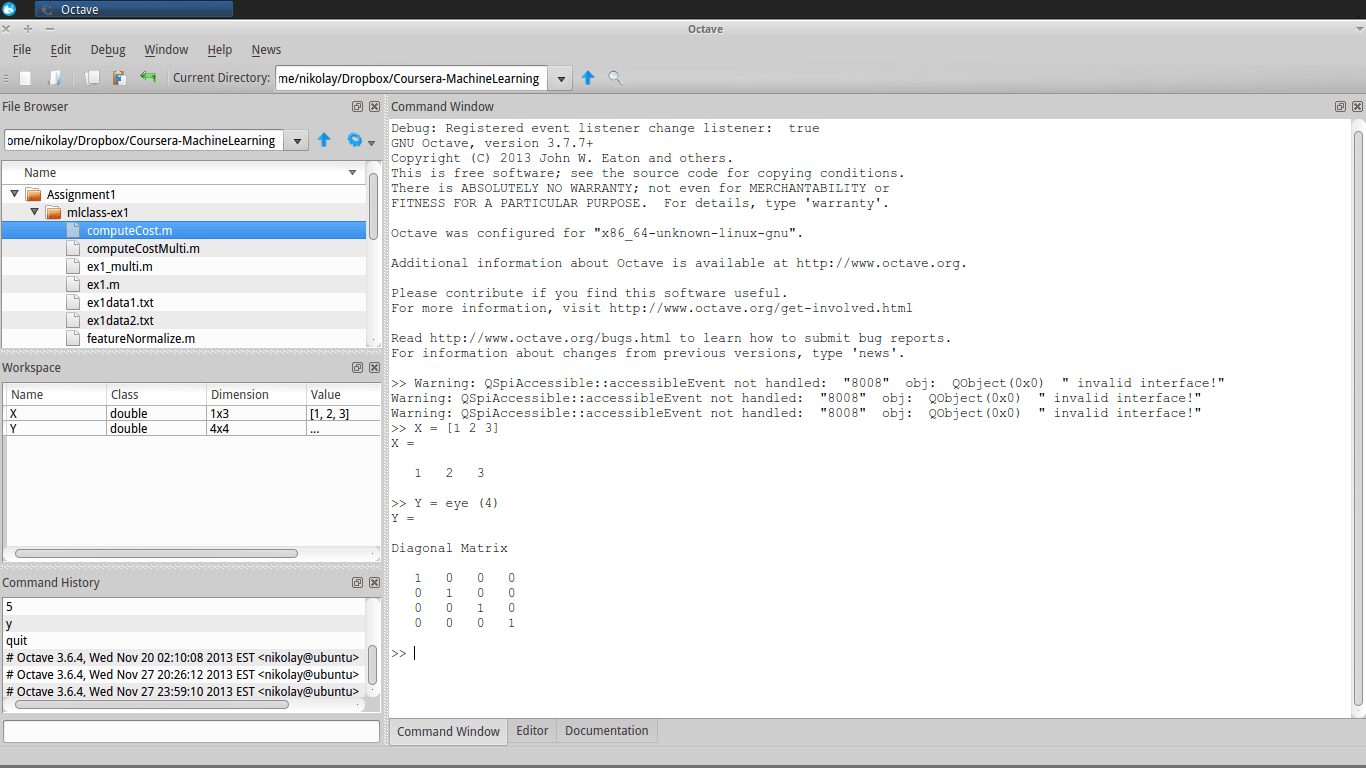 Octave
Octave
File Edit Debug Window Help News
Current Directory: me/nikolay/Dropbox/Coursera-MachineLearning
File Browser
ome/nikolay/Dropbox/Coursera-MachineLearning
Name
Assignment1
mlclass-ex1
computeCost.m
computeCostMulti.m
ex1_multi.m
ex1.m
ex1data1.txt
ex1data2.txt
featureNormalize.m
Workspace
Name Class Dimension Value
X double 1x3 [1, 2, 3]
Y double 4x4 ...
Command History
5
y
quit
# Octave 3.6.4, Wed Nov 20 02:10:08 2013 EST <nikolay@ubuntu>
# Octave 3.6.4, Wed Nov 27 20:26:12 2013 EST <nikolay@ubuntu>
# Octave 3.6.4, Wed Nov 27 23:59:10 2013 EST <nikolay@ubuntu>
Command Window
Debug: Registered event listener change listener:  true
GNU Octave, version 3.7.7+
Copyright (C) 2013 John W. Eaton and others.
This is free software; see the source code for copying conditions.
There is ABSOLUTELY NO WARRANTY; not even for MERCHANTABILITY or
FITNESS FOR A PARTICULAR PURPOSE.  For details, type 'warranty'.
Octave was configured for "x86_64-unknown-linux-gnu".
Additional information about Octave is available at http://www.octave.org.
Please contribute if you find this software useful.
For more information, visit http://www.octave.org/get-involved.html
Read http://www.octave.org/bugs.html to learn how to submit bug reports.
For information about changes from previous versions, type 'news'.
>> Warning: QSpiAccessible::accessibleEvent not handled:  "8008"  obj:  QObject(0x0)  " invalid interface!"
Warning: QSpiAccessible::accessibleEvent not handled:  "8008"  obj:  QObject(0x0)  " invalid interface!"
Warning: QSpiAccessible::accessibleEvent not handled:  "8008"  obj:  QObject(0x0)  " invalid interface!"
>> X = [1 2 3]
X =
1 2 3
>> Y = eye (4)
Y =
Diagonal Matrix
1 0 0 0
0 1 0 0
0 0 1 0
0 0 0 1
>>
Command Window Editor Documentation